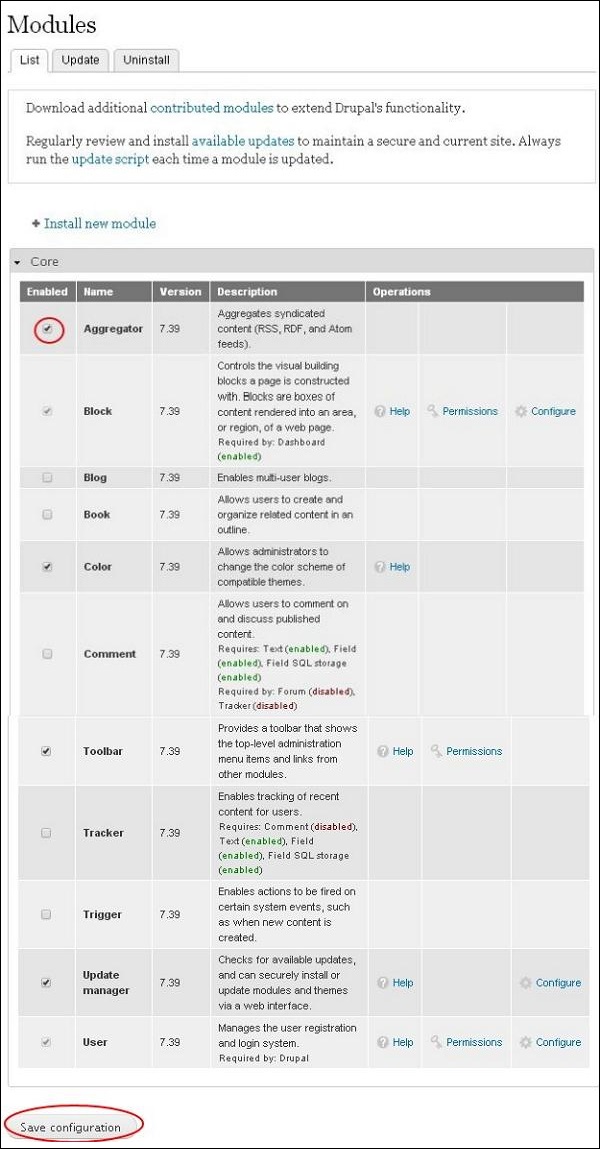 Modules
List Update Uninstall
Download additional contributed modules to extend Drupal's functionality.
Regularly review and install available updates to maintain a secure and current site. Always
run the update script each time a module is updated.
+ Install new module
Core
Enabled Name Version Description Operations
Aggregator 7.39 Aggregates syndicated
content (RSS, RDF, and Atom
feeds).
Controls the visual building
blocks a page is constructed
with. Blocks are boxes of
Block 7.39 content rendered into an area, Help Permissions Configure
or region, of a web page.
Required by: Dashboard
(enabled)
Blog 7.39 Enables multi-user blogs.
Allows users to create and
Book 7.39 organize related content in an
outline.
Allows administrators to
Color 7.39 change the color scheme of Help
compatible themes.
Allows users to comment on
and discuss published
content.
Comment 7.39 Requires: Text (enabled), Field
(enabled), Field SQL storage
(enabled)
Required by: Forum (disabled),
Tracker (disabled)
Provides a toolbar that shows
Toolbar 7.39 the top-level administration Help Permissions
menu items and links from
other modules.
Enables tracking of recent
content for users.
Tracker 7.39 Requires: Comment (disabled),
Text (enabled), Field
(enabled), Field SQL storage
(enabled)
Enables actions to be fired on
Trigger 7.39 certain system events, such
as when new content is
created.
Checks for available updates,
Update manager 7.39 and can securely install or Help Configure
update modules and themes
via a web interface.
Manages the user registration
User 7.39 and login system. Help Permissions Configure
Required by: Drupal
Save configuration